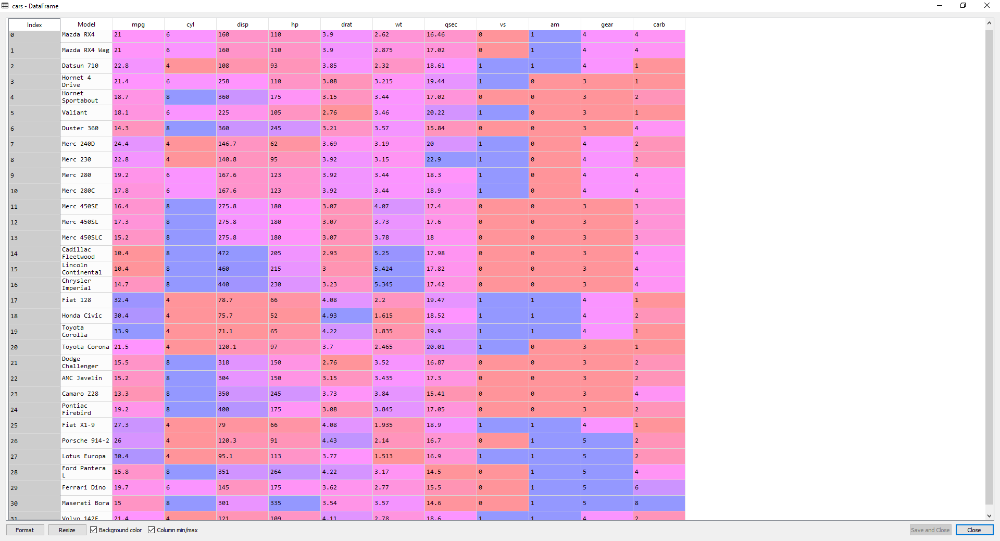 cars - DataFrame
Index Model mpg cyl disp hp drat wt qsec vs am gear carb
0 Mazda RX4 21 6 160 110 3.9 2.62 16.46 0 1 4 4
1 Mazda RX4 Wag 21 6 160 110 3.9 2.875 17.02 0 1 4 4
2 Datsun 710 22.8 4 108 93 3.85 2.32 18.61 1 1 4 1
3 Hornet 4 Drive 21.4 6 258 110 3.08 3.215 19.44 1 0 3 1
4 Hornet Sportabout 18.7 8 360 175 3.15 3.44 17.02 0 0 3 2
5 Valiant 18.1 6 225 105 2.76 3.46 20.22 1 0 3 1
6 Duster 360 14.3 8 360 245 3.21 3.57 15.84 0 0 3 4
7 Merc 240D 24.4 4 146.7 62 3.69 3.19 20 1 0 4 2
8 Merc 230 22.8 4 140.8 95 3.92 3.15 22.9 1 0 4 2
9 Merc 280 19.2 6 167.6 123 3.92 3.44 18.3 1 0 4 4
10 Merc 280C 17.8 6 167.6 123 3.92 3.44 18.9 1 0 4 4
11 Merc 450SE 16.4 8 275.8 180 3.07 4.07 17.4 0 0 3 3
12 Merc 450SL 17.3 8 275.8 180 3.07 3.73 17.6 0 0 3 3
13 Merc 450SLC 15.2 8 275.8 180 3.07 3.78 18 0 0 3 3
14 Cadillac Fleetwood 10.4 8 472 205 2.93 5.25 17.98 0 0 3 4
15 Lincoln Continental 10.4 8 460 215 3 5.424 17.82 0 0 3 4
16 Chrysler Imperial 14.7 8 440 230 3.23 5.345 17.42 0 0 3 4
17 Fiat 128 32.4 4 78.7 66 4.08 2.2 19.47 1 1 4 1
18 Honda Civic 30.4 4 75.7 52 4.93 1.615 18.52 1 1 4 2
19 Toyota Corolla 33.9 4 71.1 65 4.22 1.835 19.9 1 1 4 1
20 Toyota Corona 21.5 4 120.1 97 3.7 2.465 20.01 1 0 3 1
21 Dodge Challenger 15.5 8 318 150 2.76 3.52 16.87 0 0 3 2
22 AMC Javelin 15.2 8 304 150 3.15 3.435 17.3 0 0 3 2
23 Camaro Z28 13.3 8 350 245 3.73 3.84 15.41 0 0 3 4
24 Pontiac Firebird 19.2 8 400 175 3.08 3.845 17.05 0 0 3 2
25 Fiat X1-9 27.3 4 79 66 4.08 1.935 18.9 1 1 4 1
26 Porsche 914-2 26 4 120.3 91 4.43 2.14 16.7 0 1 5 2
27 Lotus Europa 30.4 4 95.1 113 3.77 1.513 16.9 1 1 5 2
28 Ford Pantera L 15.8 8 351 264 4.22 3.17 14.5 0 1 5 4
29 Ferrari Dino 19.7 6 145 175 3.62 2.77 15.5 0 1 5 6
30 Maserati Bora 15 8 301 335 3.54 3.57 14.6 0 1 5 8
31 Volvo 142E 21.4 4 121 109 4.11 2.78 18.6 1 1 4 2
Format Resize Background color Column min/max Save and Close Close